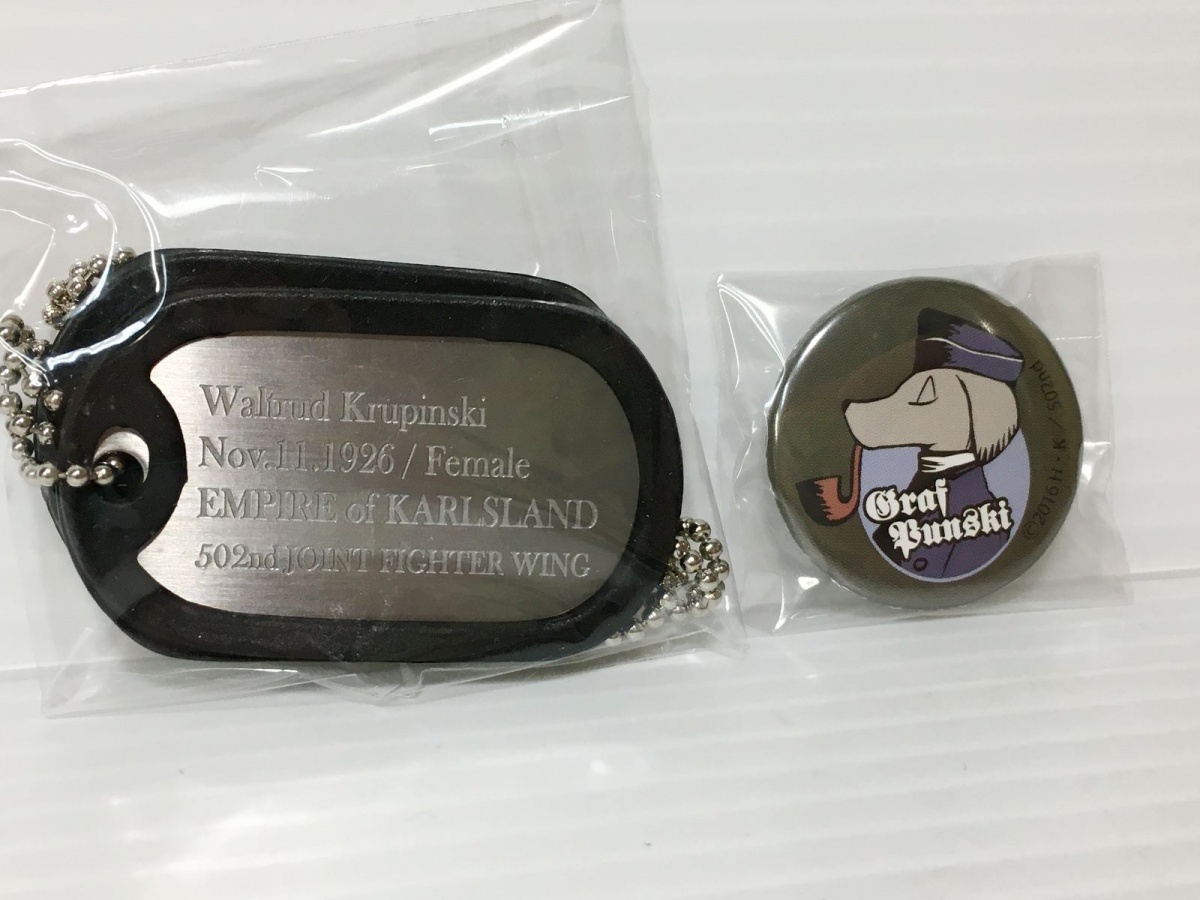 Waltrud Krupinski
Nov.11.1926 / Female
EMPIRE of KARLSLAND
502nd JOINT FIGHTER WING
Graf
Punski
©2016 H・K / 502nd